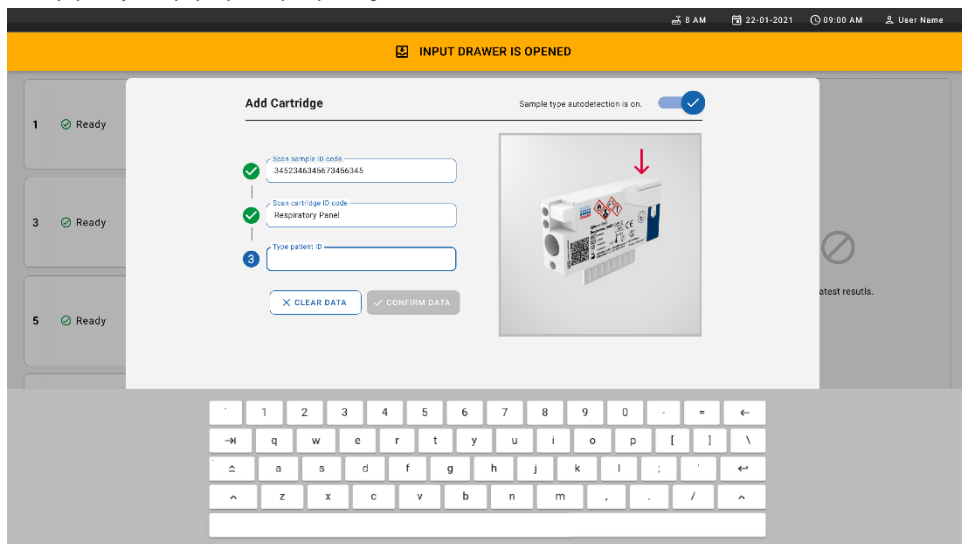 8 AM 22-01-2021 09:00 AM User Name
INPUT DRAWER IS OPENED
Add Cartridge
Sample type autodetection is on.
1 Ready
Scan sample ID code
3452346345673456345
3 Ready
Scan cartridge ID code
Respiratory Panel
Type patient ID
3
CLEAR DATA CONFIRM DATA
atest resutls.
5 Ready
` 1 2 3 4 5 6 7 8 9 0 - =
q w e r t y u i o p [ ] \
a s d f g h j k l ; '
z x c v b n m , . /